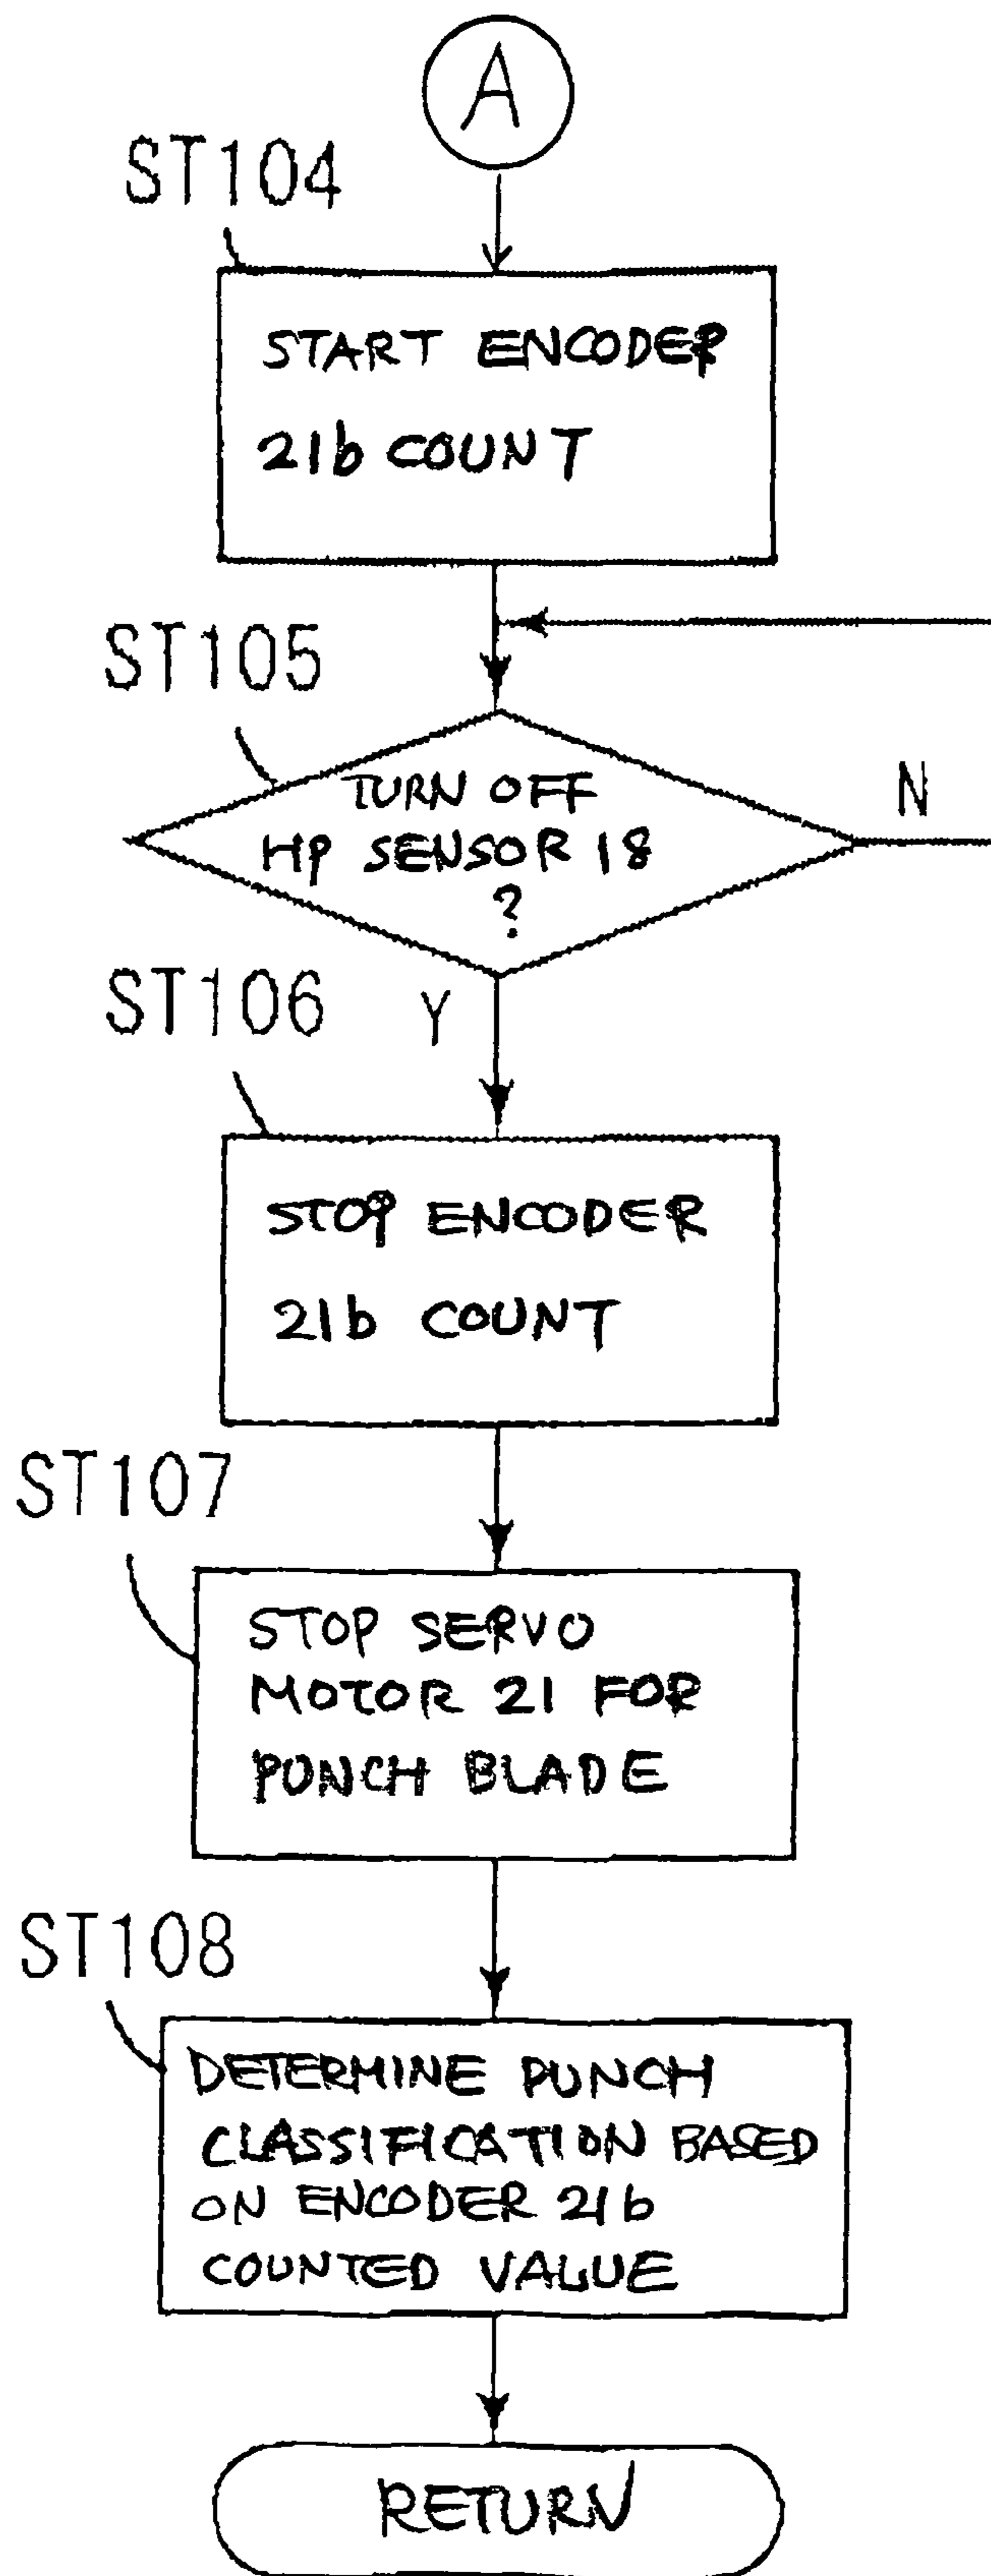 A
ST104
START ENCODER
21b COUNT
ST105
TURN OFF
HP SENSOR 18
?
N
ST106
Y
STOP ENCODER
21b COUNT
ST107
STOP SERVO
MOTOR 21 FOR
PUNCH BLADE
ST108
DETERMINE PUNCH
CLASSIFICATION BASED
ON ENCODER 21b
COUNTED VALUE
RETURN